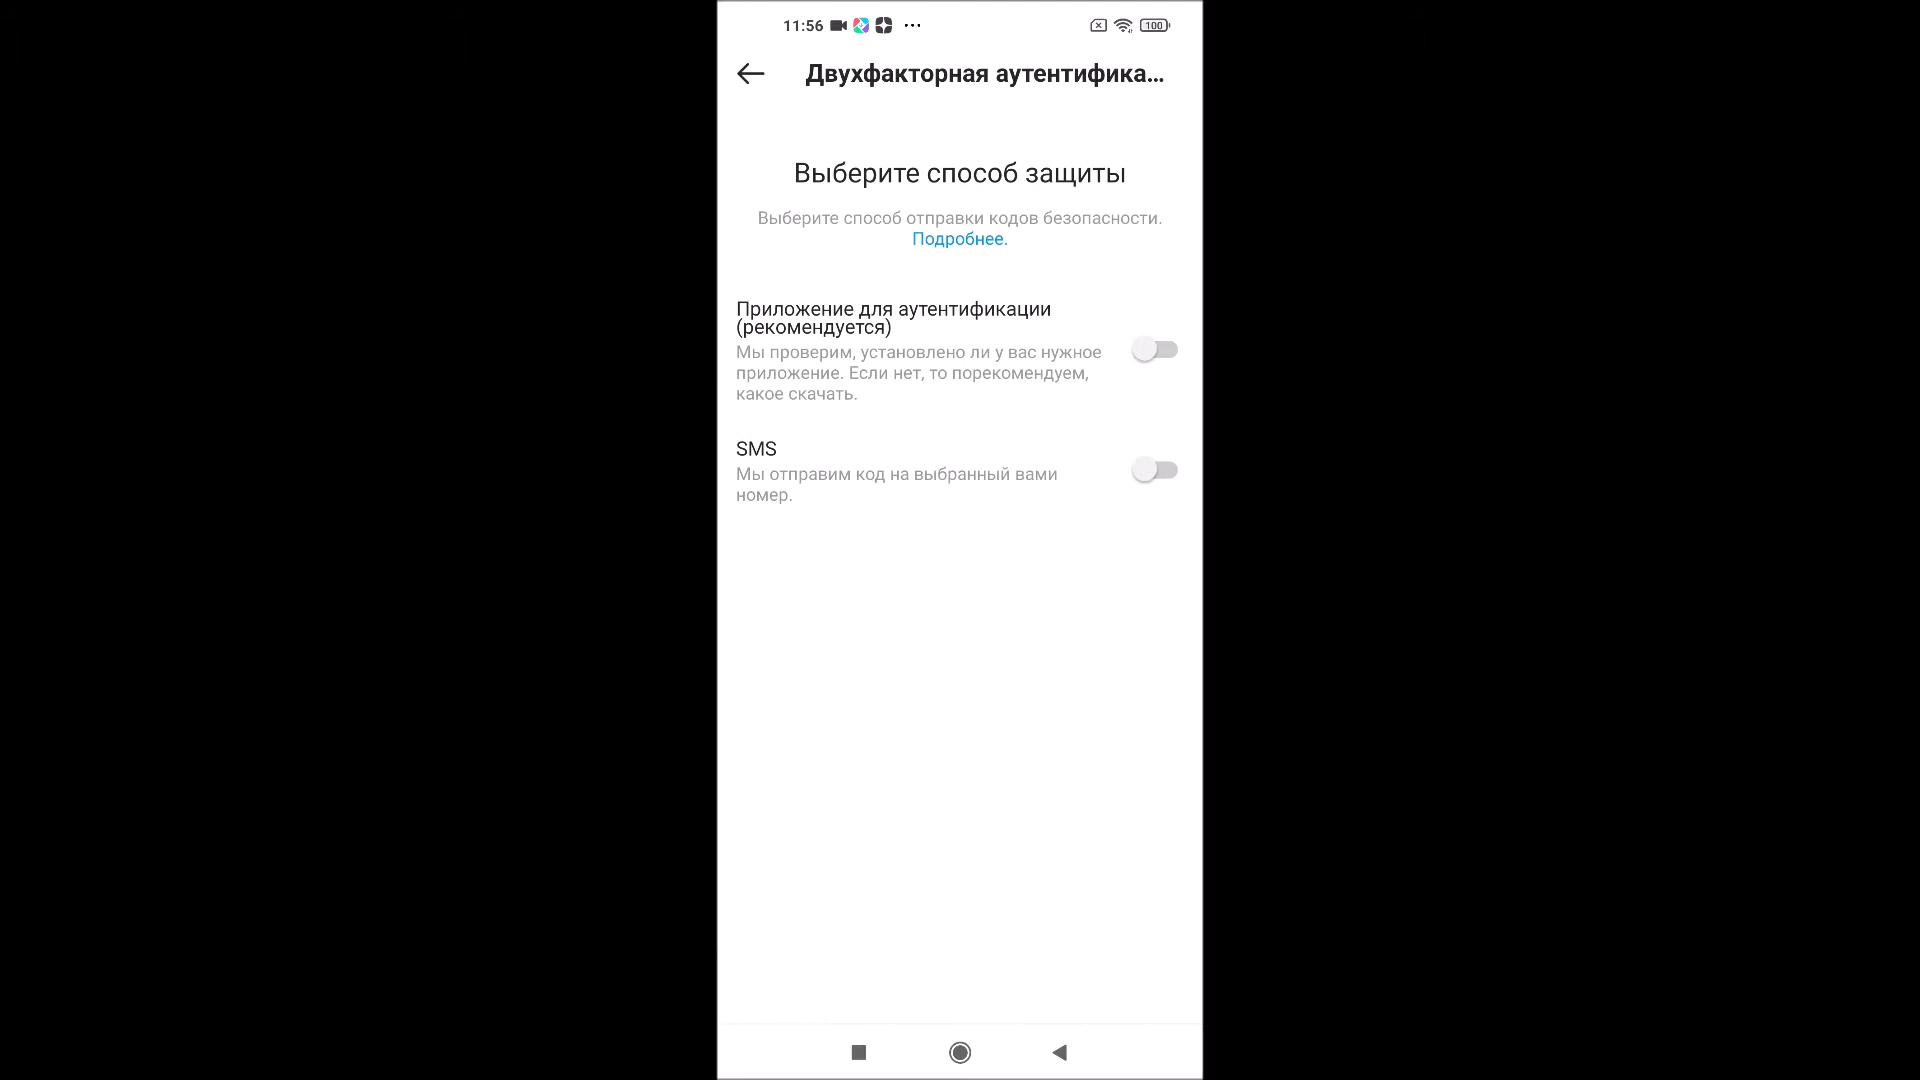 11:56
100
Двухфакторная аутентифика...
Выберите способ защиты
Выберите способ отправки кодов безопасности.
Подробнее.
Приложение для аутентификации
(рекомендуется)
Мы проверим, установлено ли у вас нужное
приложение. Если нет, то порекомендуем,
какое скачать.
SMS
Мы отправим код на выбранный вами
номер.